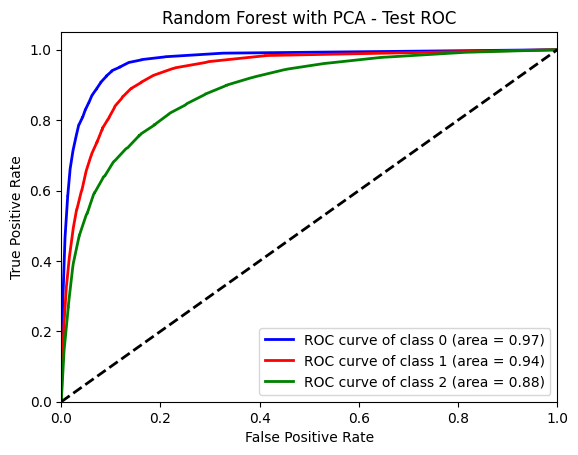 Random Forest with PCA - Test ROC
1.0
0.8
0.6
0.4
0.2
0.0
True Positive Rate
ROC curve of class 0 (area = 0.97)
ROC curve of class 1 (area = 0.94)
ROC curve of class 2 (area = 0.88)
0.0 0.2 0.4 0.6 0.8 1.0
False Positive Rate